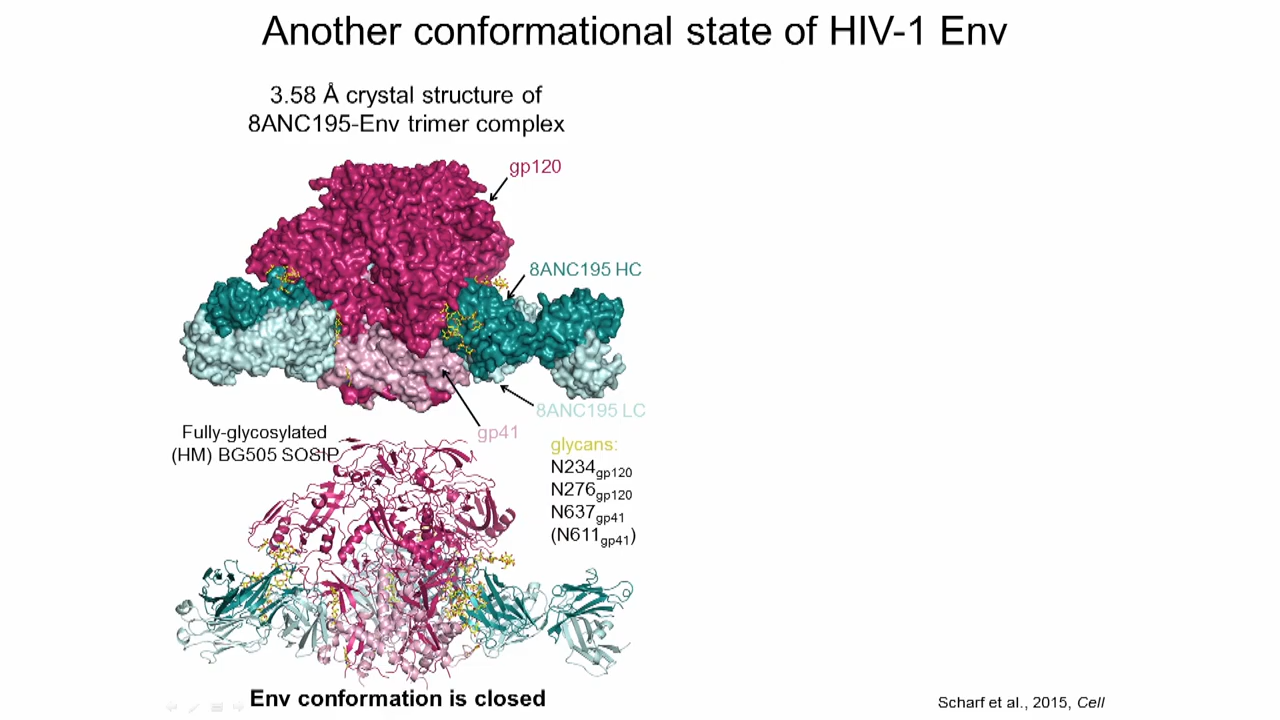 Another conformational state of HIV-1 Env
3.58 Å crystal structure of
8ANC195-Env trimer complex
gp120
8ANC195 HC
8ANC195 LC
gp41
Fully-glycosylated
(HM) BG505 SOSIP
glycans:
N234gp120
N276gp120
N637gp41
(N611gp41)
Env conformation is closed
Scharf et al., 2015, Cell